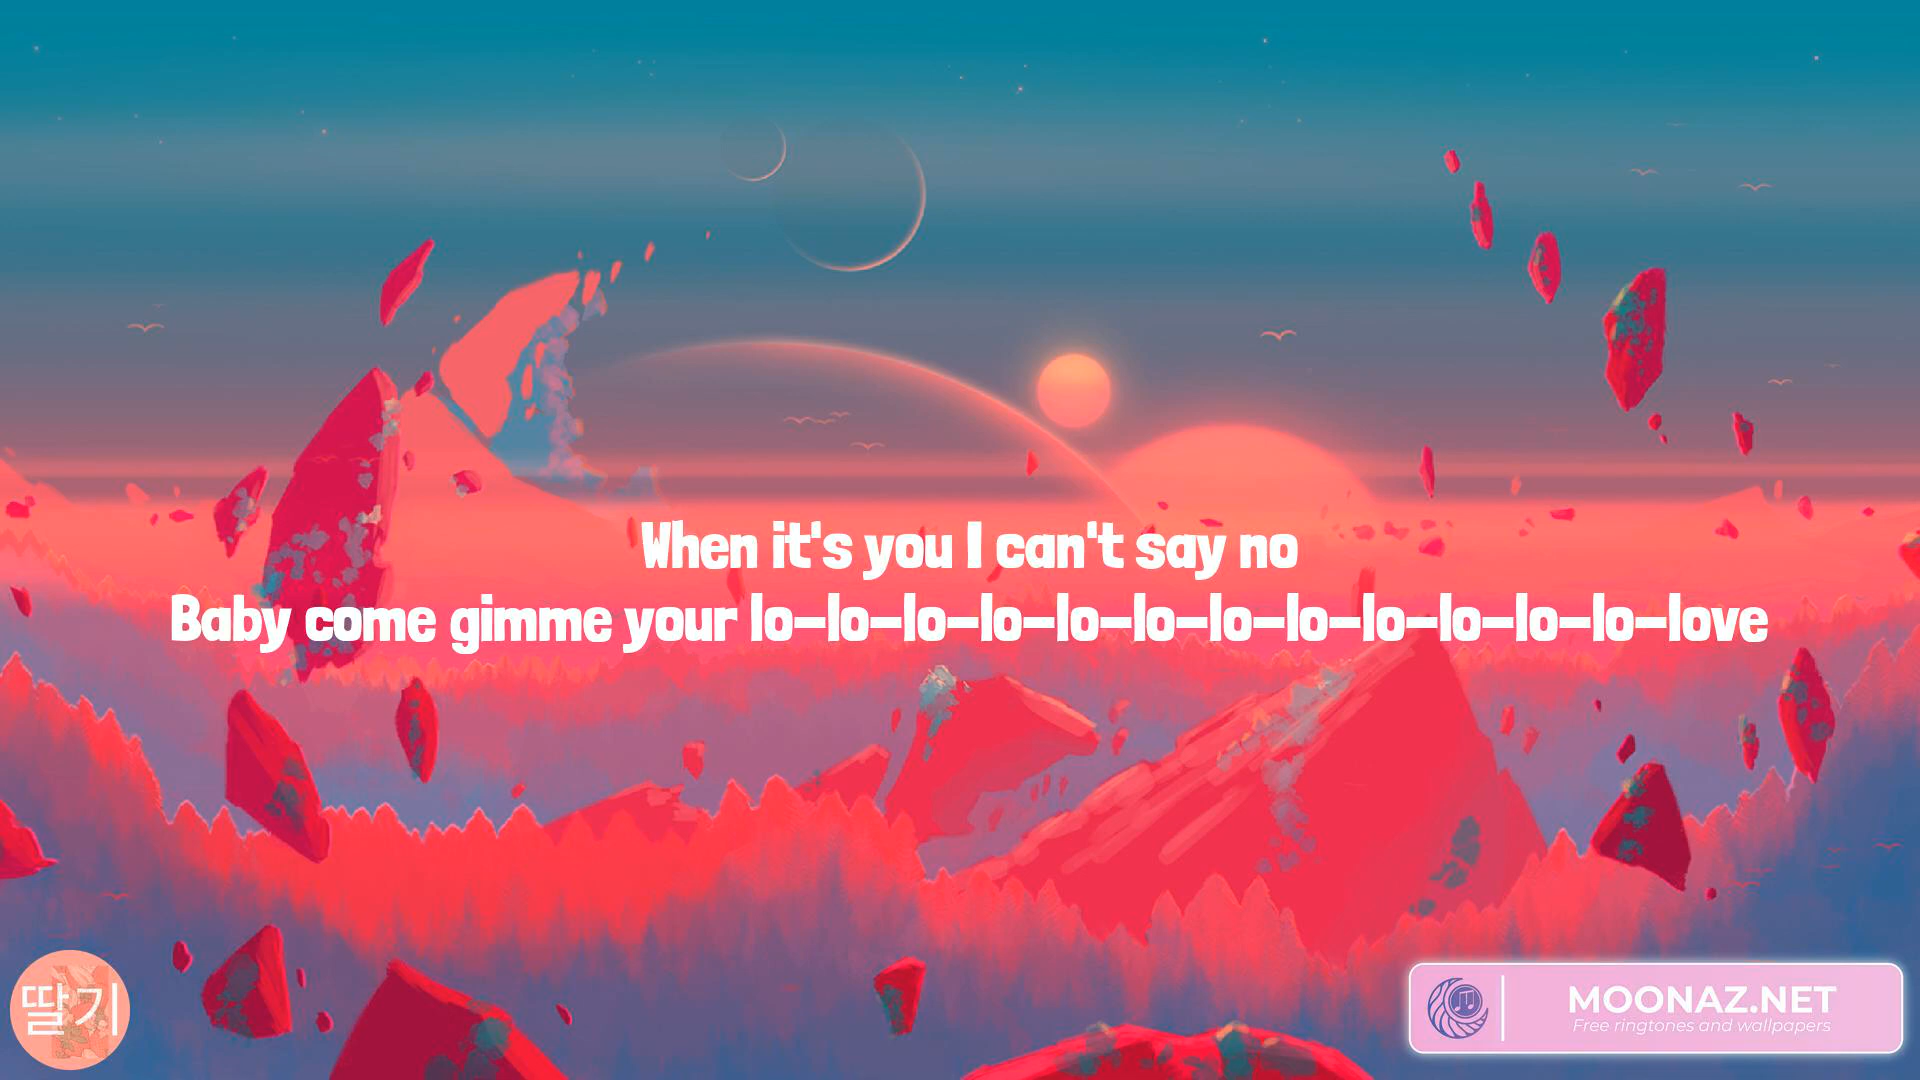 When it's you I can't say no
Baby come gimme your lo–lo–lo–lo–lo–lo–lo–lo–lo–lo–lo–lo–love
딸기
MOONAZ.NET
Free ringtones and wallpapers